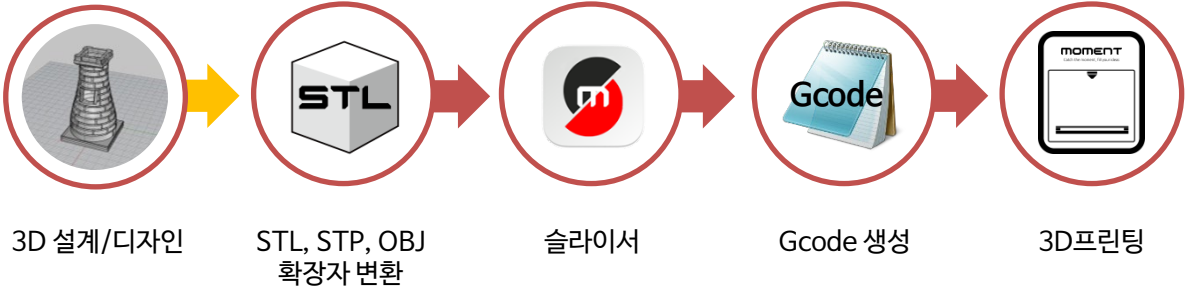 STL
m
Gcode
MOMENT
3D 설계/디자인
STL, STP, OBJ
확장자 변환
슬라이서
Gcode 생성
3D프린팅